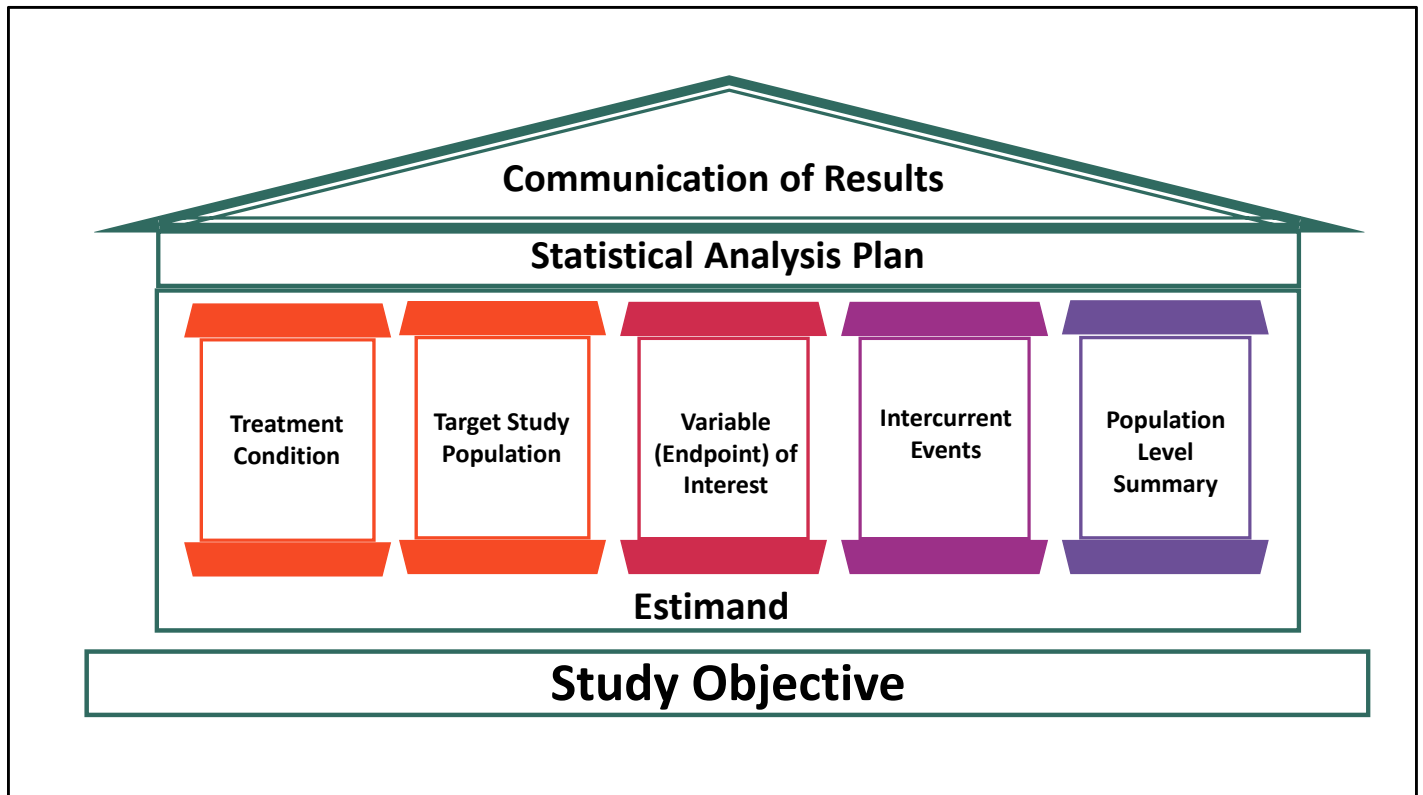 Communication of Results
Statistical Analysis Plan
Treatment
Condition
Target Study
Population
Variable
(Endpoint) of
Interest
Intercurrent
Events
Population
Level
Summary
Estimand
Study Objective